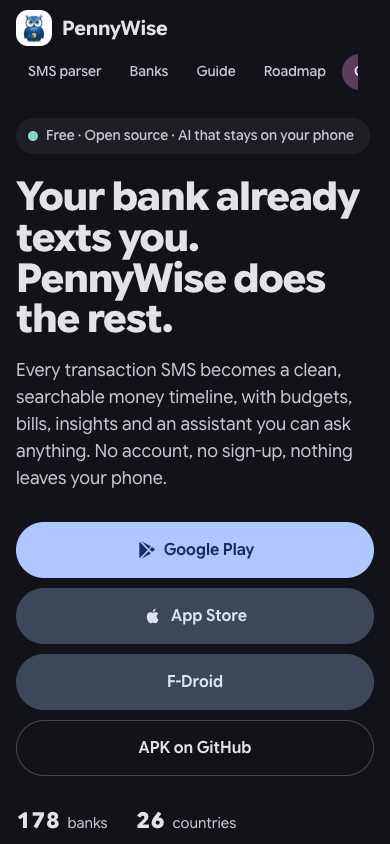 PennyWise
SMS parser Banks Guide Roadmap
Free · Open source · AI that stays on your phone
Your bank already
texts you.
PennyWise does
the rest.
Every transaction SMS becomes a clean,
searchable money timeline, with budgets,
bills, insights and an assistant you can ask
anything. No account, no sign-up, nothing
leaves your phone.
Google Play
App Store
F-Droid
APK on GitHub
178 banks 26 countries